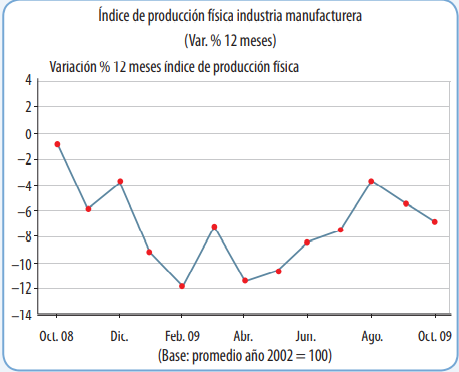 Índice de producción física industria manufacturera
(Var. % 12 meses)
Variación % 12 meses índice de producción física
4
2
0
–2
–4
–6
–8
–10
–12
–14
Oct. 08 Dic. Feb. 09 Abr. Jun. Ago. Oct. 09
(Base: promedio año 2002 = 100)